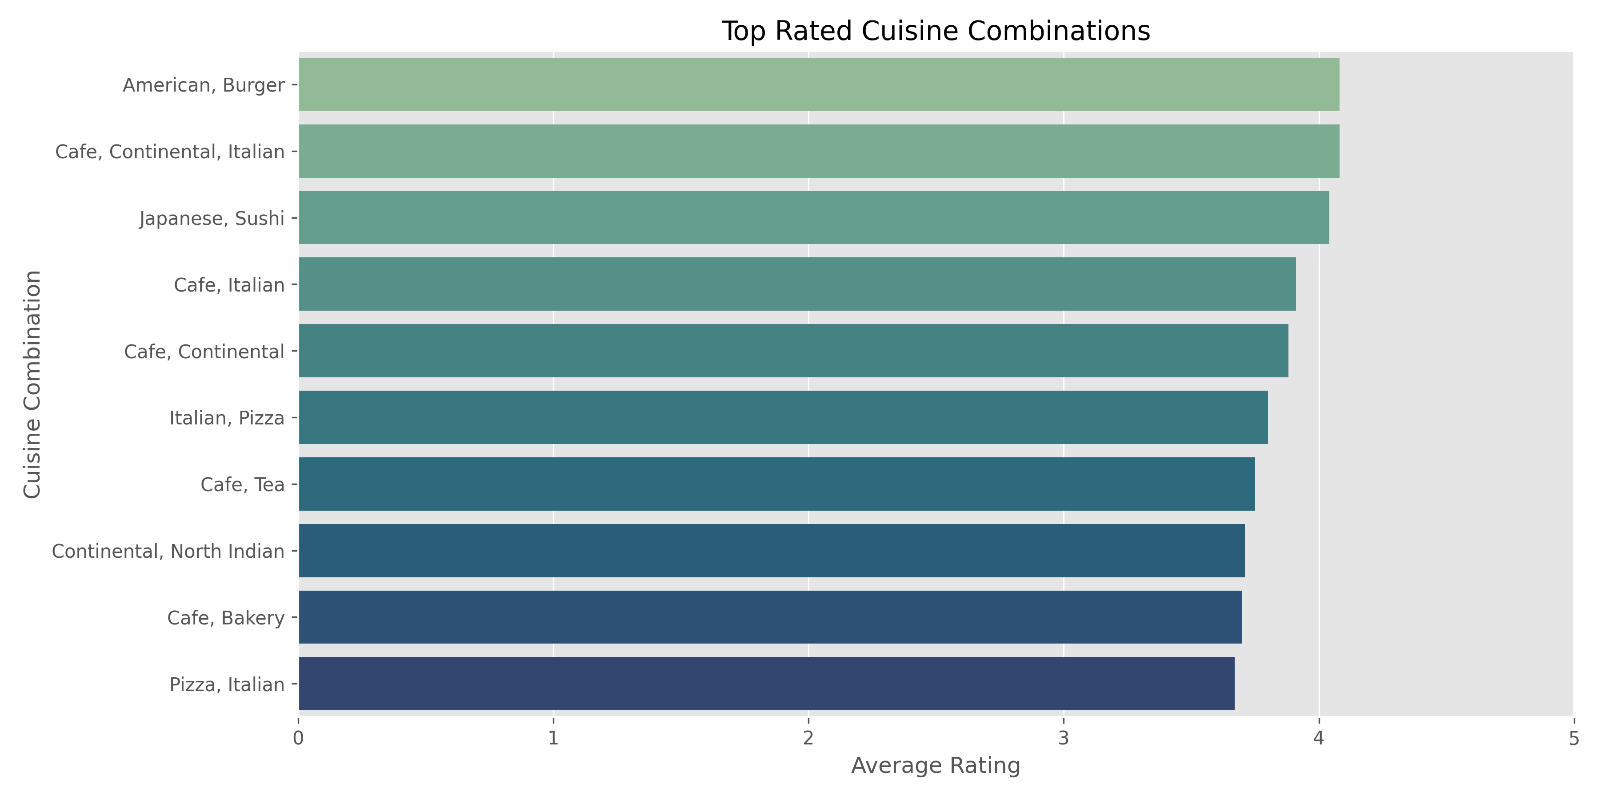 Top Rated Cuisine Combinations
American, Burger
Cafe, Continental, Italian
Japanese, Sushi
Cafe, Italian
Cafe, Continental
Italian, Pizza
Cafe, Tea
Continental, North Indian
Cafe, Bakery
Pizza, Italian
Cuisine Combination
0 1 2 3 4 5
Average Rating